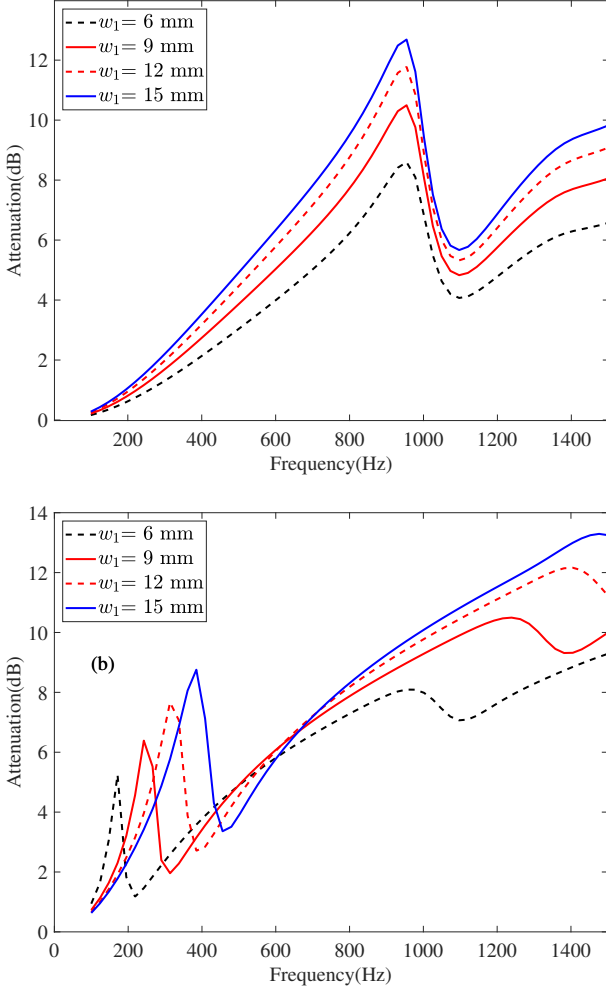 w₁= 6 mm
w₁= 9 mm
w₁= 12 mm
w₁= 15 mm
12
10
8
6
4
2
0
Attenuation(dB)
200 400 600 800 1000 1200 1400
Frequency(Hz)
w₁= 6 mm
w₁= 9 mm
w₁= 12 mm
w₁= 15 mm
(b)
14
12
10
8
6
4
2
0
Attenuation(dB)
0 200 400 600 800 1000 1200 1400
Frequency(Hz)